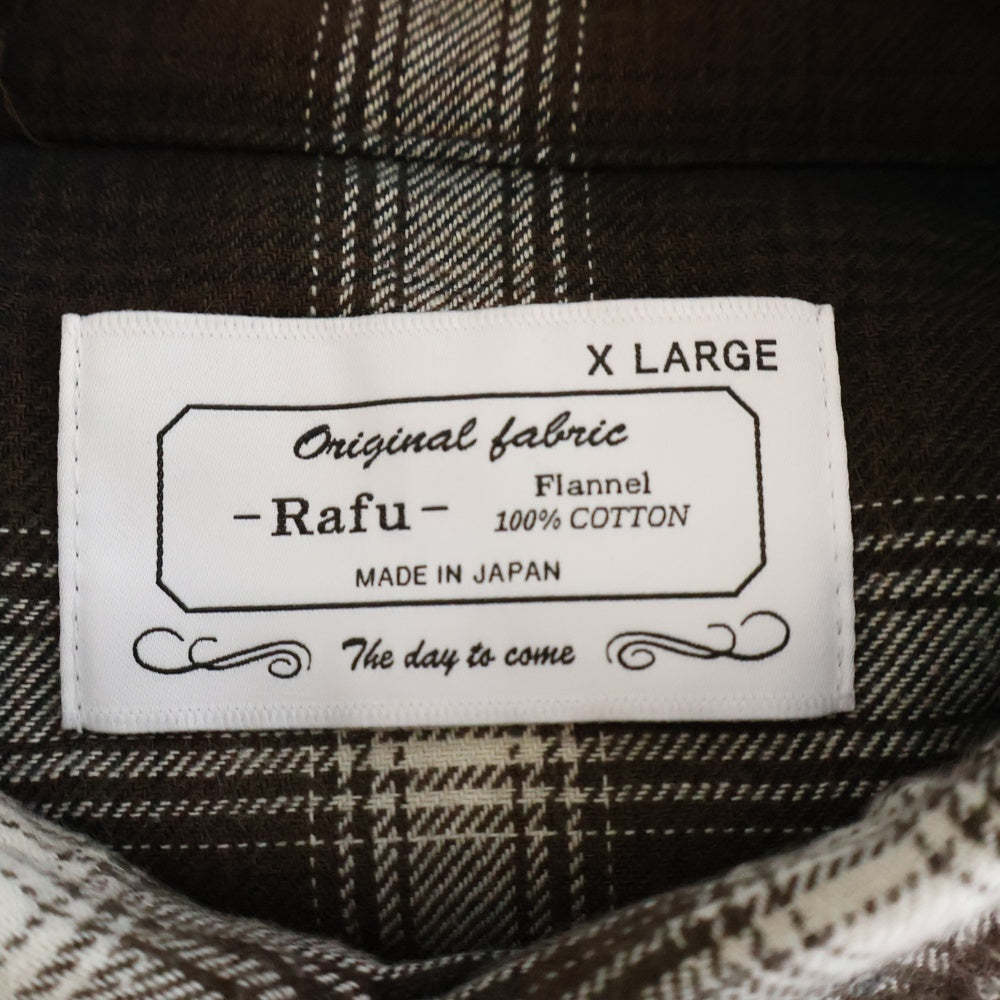 X LARGE
Original fabric
-Rafu-
Flannel
100% COTTON
MADE IN JAPAN
The day to come